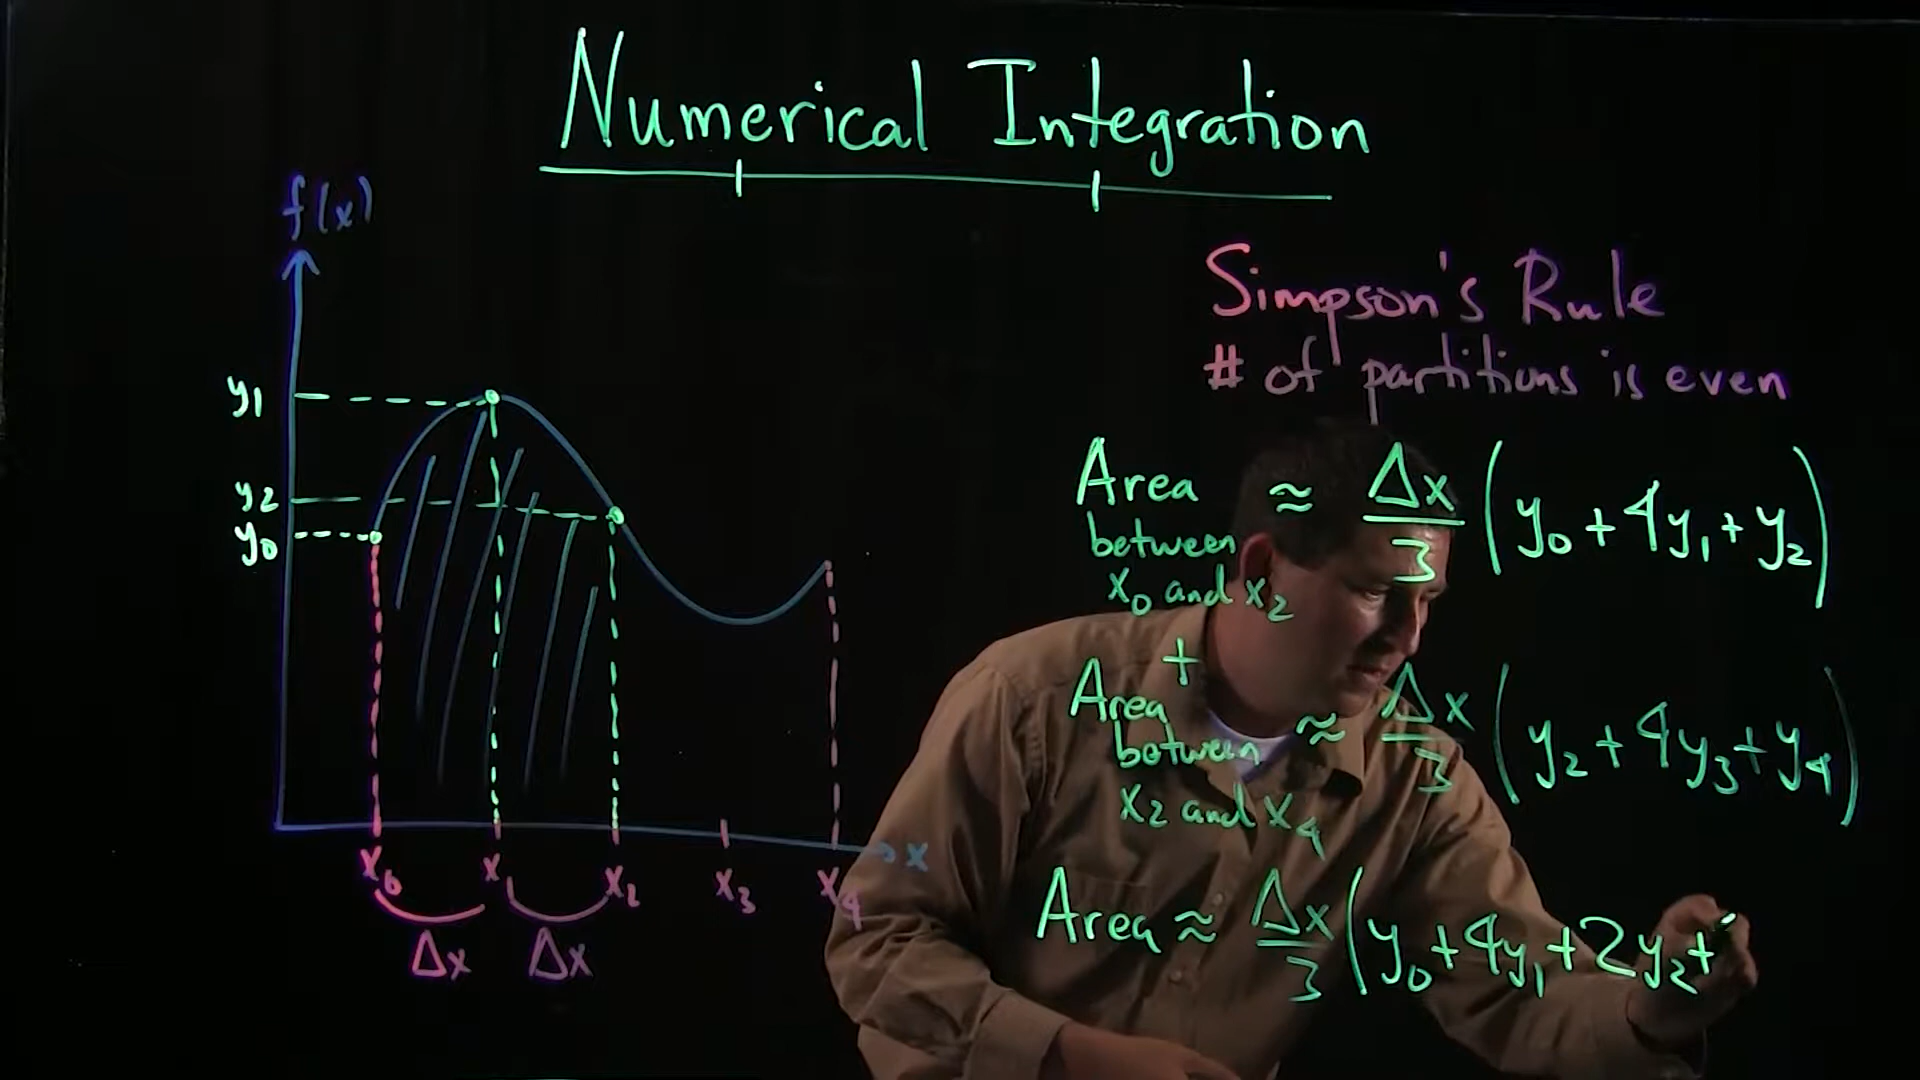 Numerical Integration
f(x)
Simpson's Rule
# of partitions is even
y1
y2
y0
Area between x0 and x2 ≈ Δx/3 (y0 + 4y1 + y2)
+
Area between x2 and x4 ≈ Δx/3 (y2 + 4y3 + y4)
x0 x1 x2 x3 x4 x
Δx Δx
Area ≈ Δx/3 (y0 + 4y1 + 2y2 +